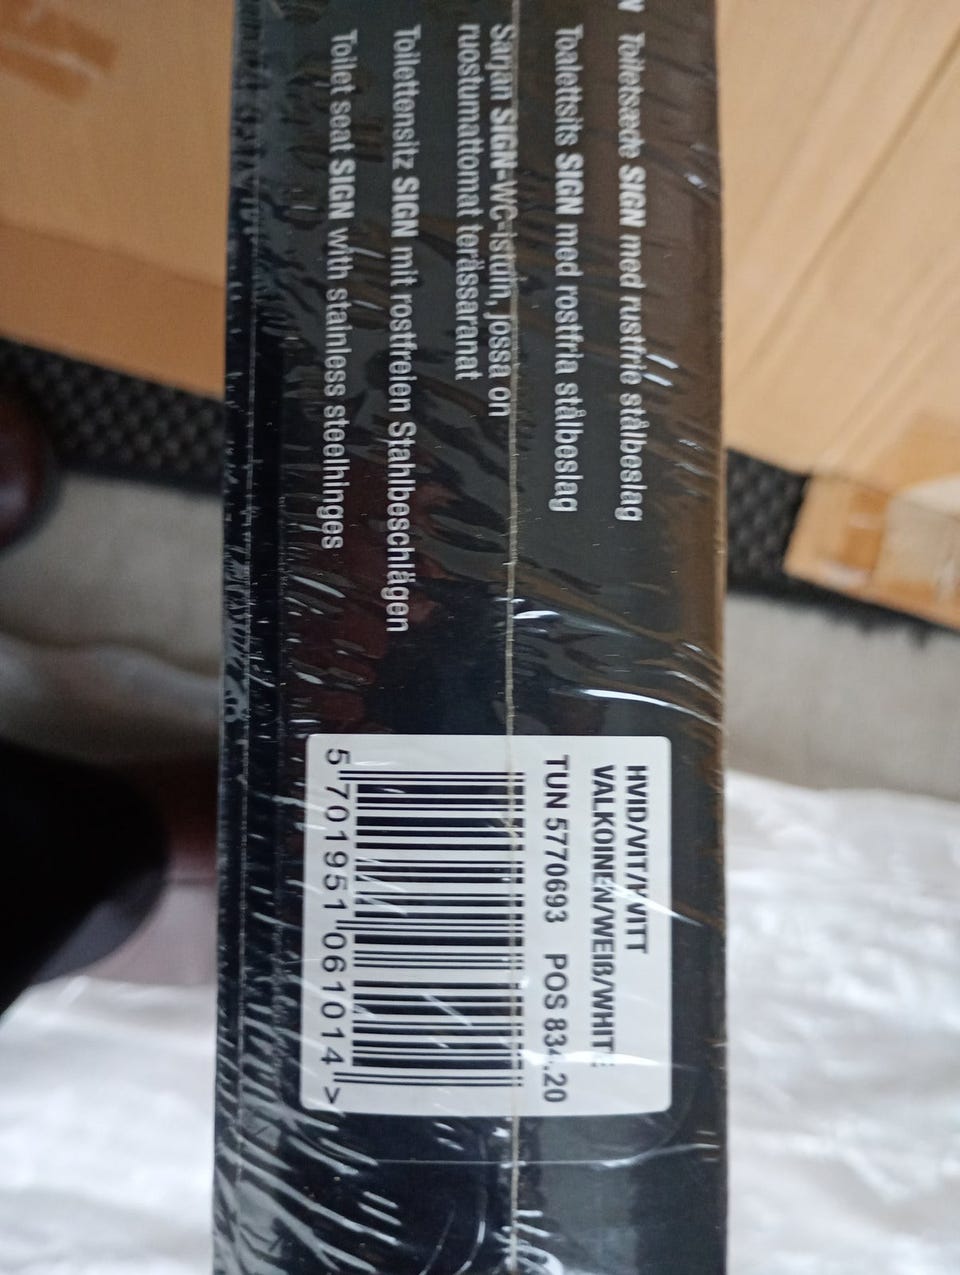 N
Toiletsæde SIGN med rustfrie stålbeslag
Toalettsits SIGN med rostfria stålbeslag
Sarjan SIGN-WC-istuin, jossa on
ruostumattomat terässaranat
Toilettensitz SIGN mit rostfreien Stahlbeschlägen
Toilet seat SIGN with stainless steelhinges
HVID/VIT/HVITT
VALKOINEN/WEIß/WHITE
TUN 5770693 POS 834.20
5 701951 061014 >